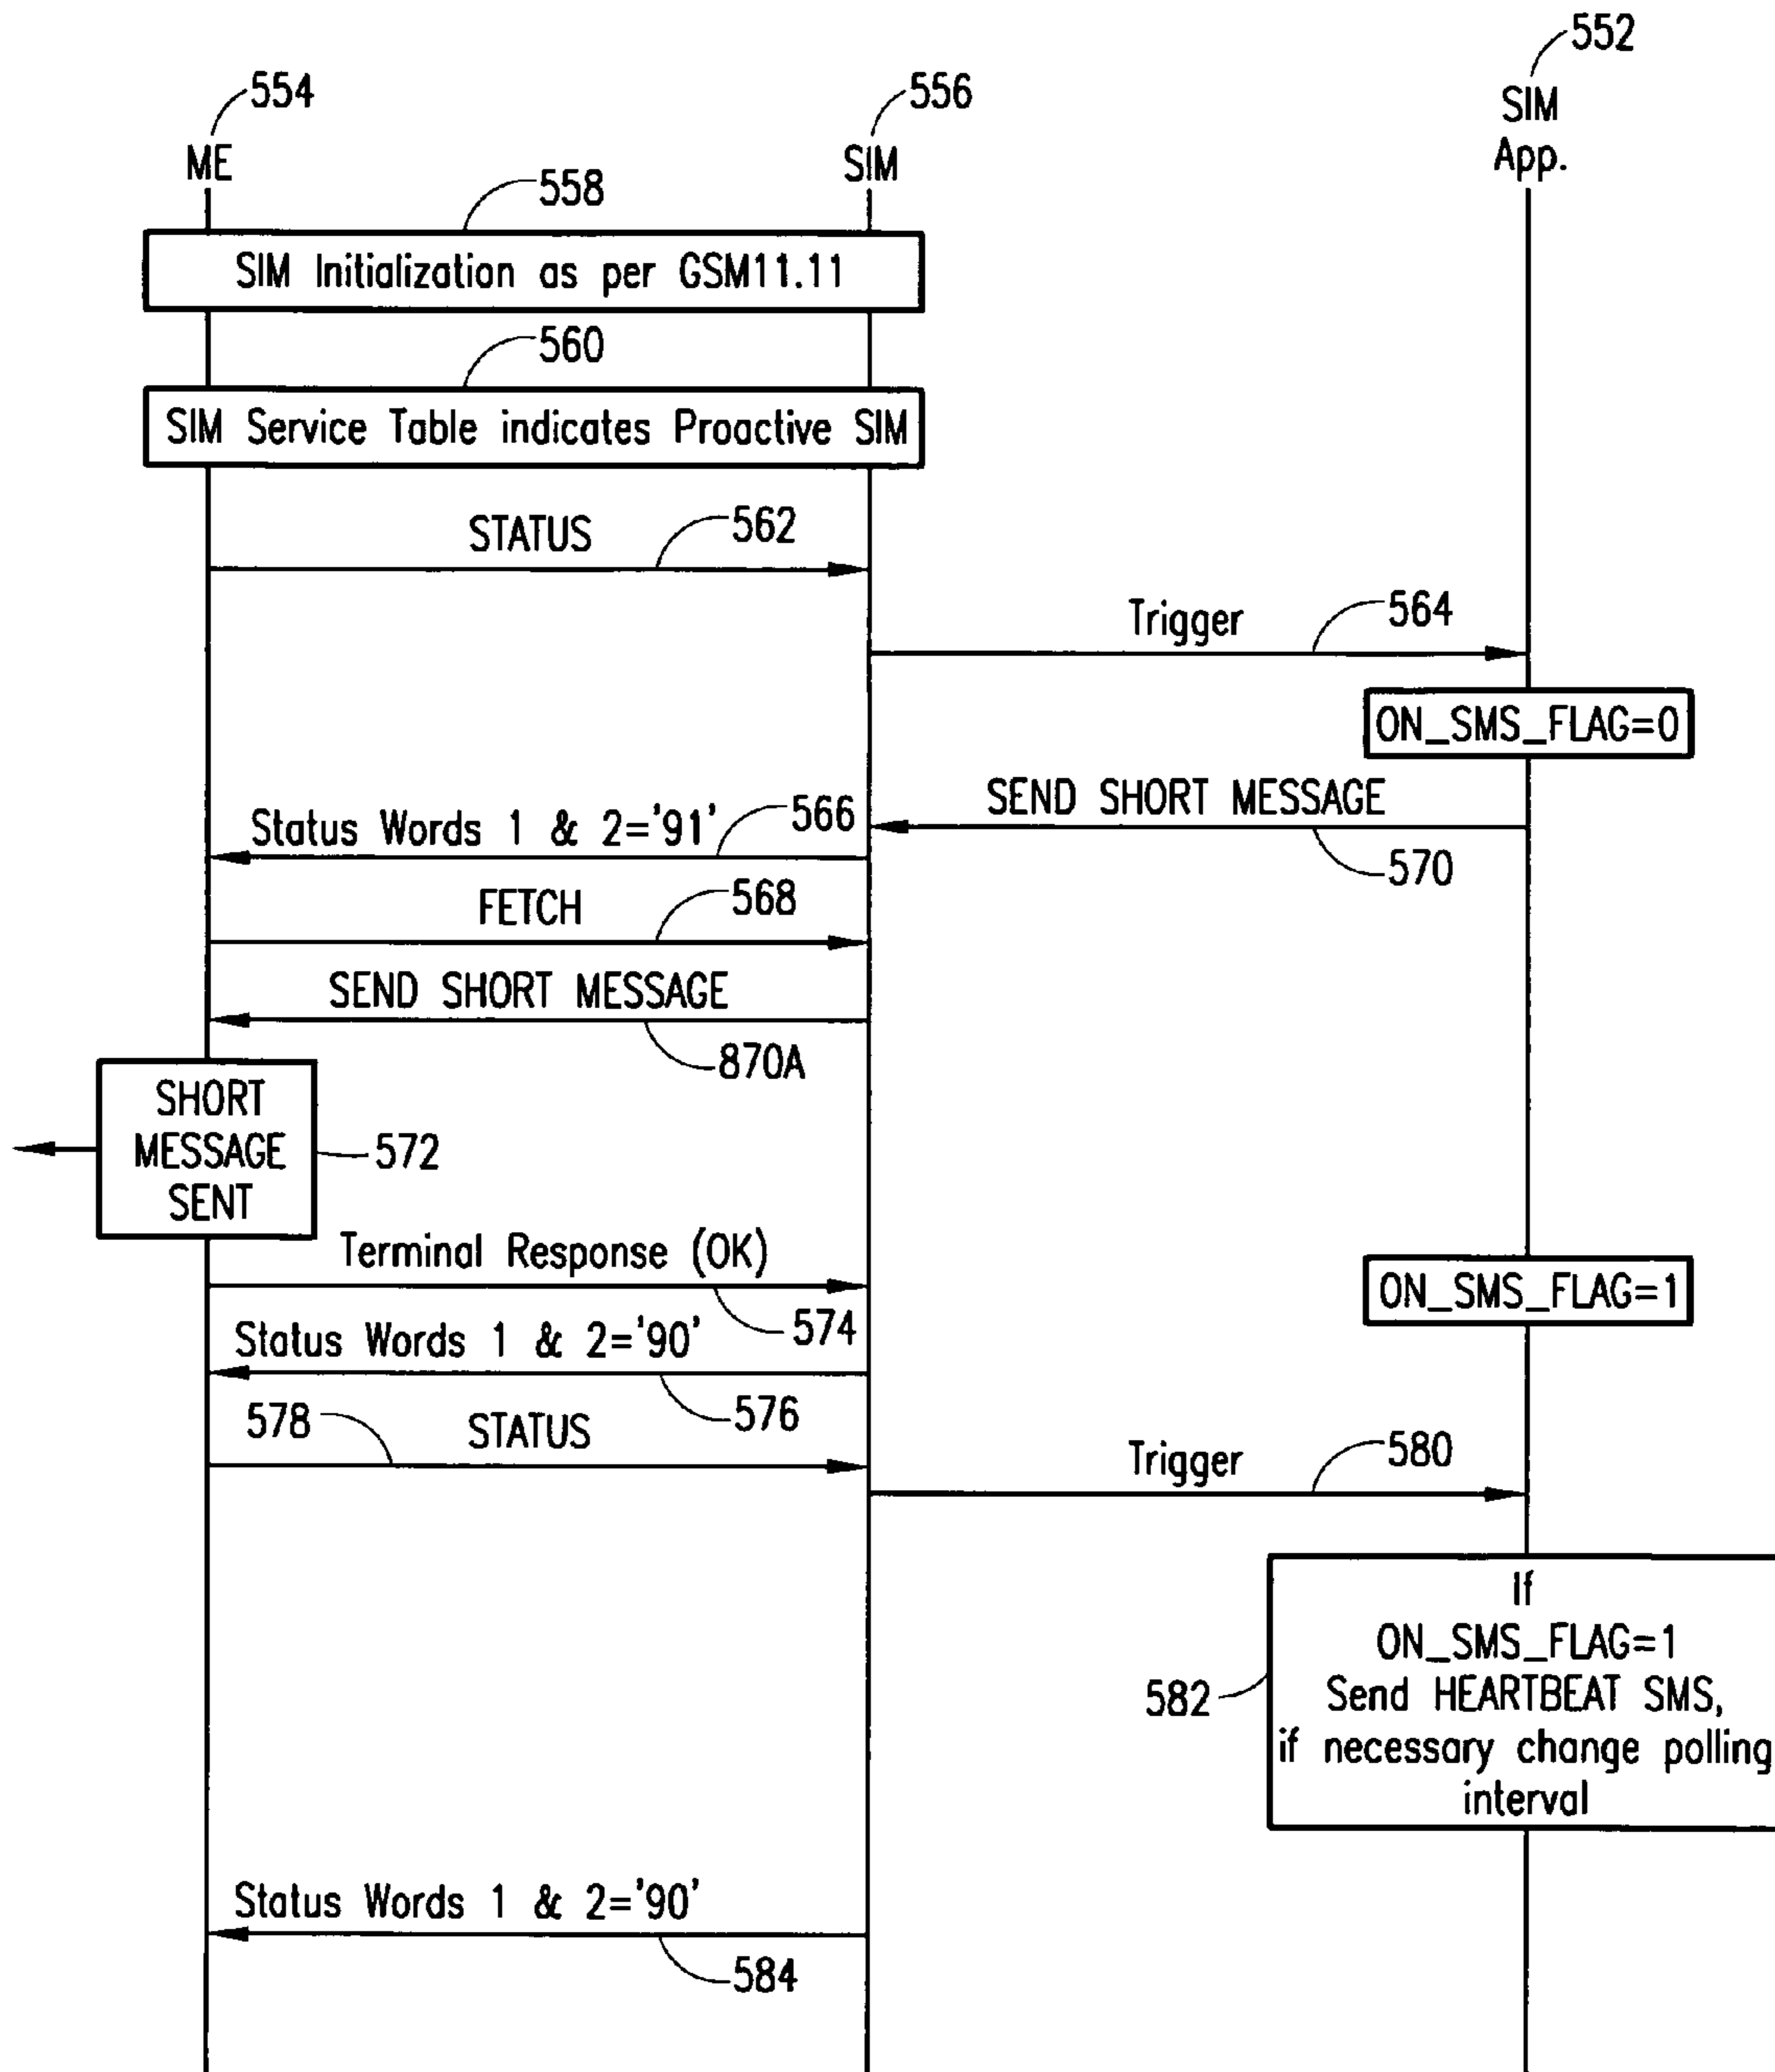 552
SIM
App.
554
ME
556
SIM
558
SIM Initialization as per GSM11.11
560
SIM Service Table indicates Proactive SIM
STATUS
562
Trigger
564
ON_SMS_FLAG=0
SEND SHORT MESSAGE
570
Status Words 1 & 2='91'
566
FETCH
568
SEND SHORT MESSAGE
870A
SHORT
MESSAGE
SENT
572
Terminal Response (OK)
574
ON_SMS_FLAG=1
Status Words 1 & 2='90'
576
578
STATUS
Trigger
580
If
ON_SMS_FLAG=1
Send HEARTBEAT SMS,
if necessary change polling
interval
582
Status Words 1 & 2='90'
584